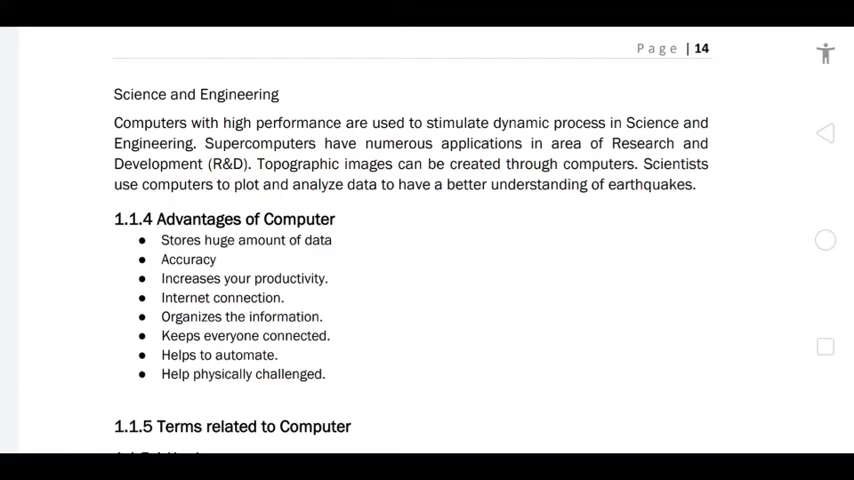 Page | 14
Science and Engineering
Computers with high performance are used to stimulate dynamic process in Science and
Engineering. Supercomputers have numerous applications in area of Research and
Development (R&D). Topographic images can be created through computers. Scientists
use computers to plot and analyze data to have a better understanding of earthquakes.
1.1.4 Advantages of Computer
● Stores huge amount of data
● Accuracy
● Increases your productivity.
● Internet connection.
● Organizes the information.
● Keeps everyone connected.
● Helps to automate.
● Help physically challenged.
1.1.5 Terms related to Computer